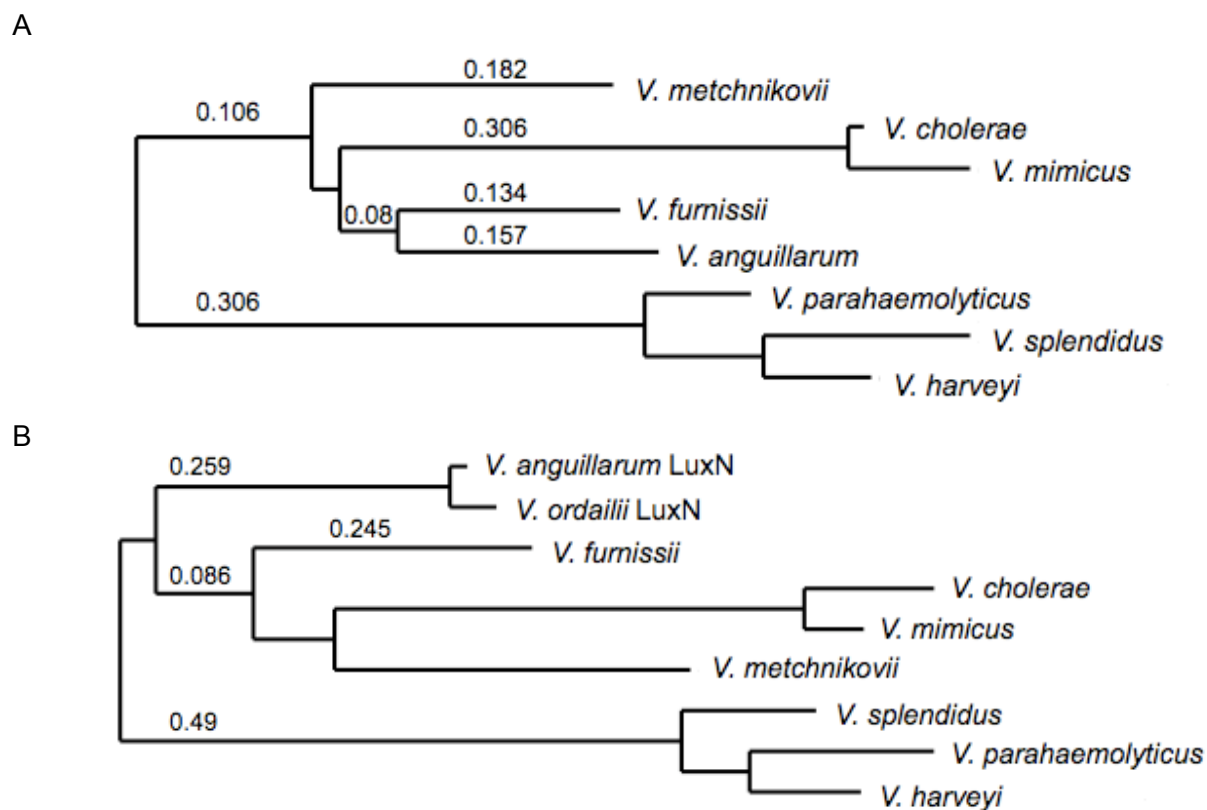 A
0.182
V. metchnikovii
0.106
0.306
V. cholerae
V. mimicus
0.134
V. furnissii
0.08
0.157
V. anguillarum
V. parahaemolyticus
0.306
V. splendidus
V. harveyi
B
0.259
V. anguillarum LuxN
V. ordailii LuxN
0.245
V. furnissii
0.086
V. cholerae
V. mimicus
V. metchnikovii
V. splendidus
0.49
V. parahaemolyticus
V. harveyi